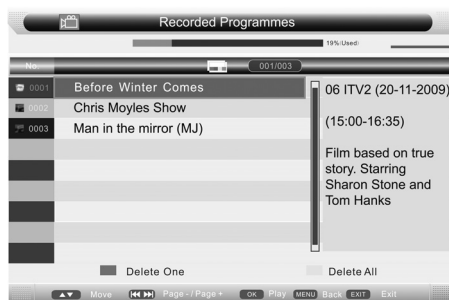 Recorded Programmes
19% Used:
No.
001/003
0001 Before Winter Comes
0002 Chris Moyles Show
0003 Man in the mirror (MJ)
06 ITV2 (20-11-2009)
(15:00-16:35)
Film based on true
story. Starring
Sharon Stone and
Tom Hanks
Delete One Delete All
Move Page - / Page + OK Play MENU Back EXIT Exit